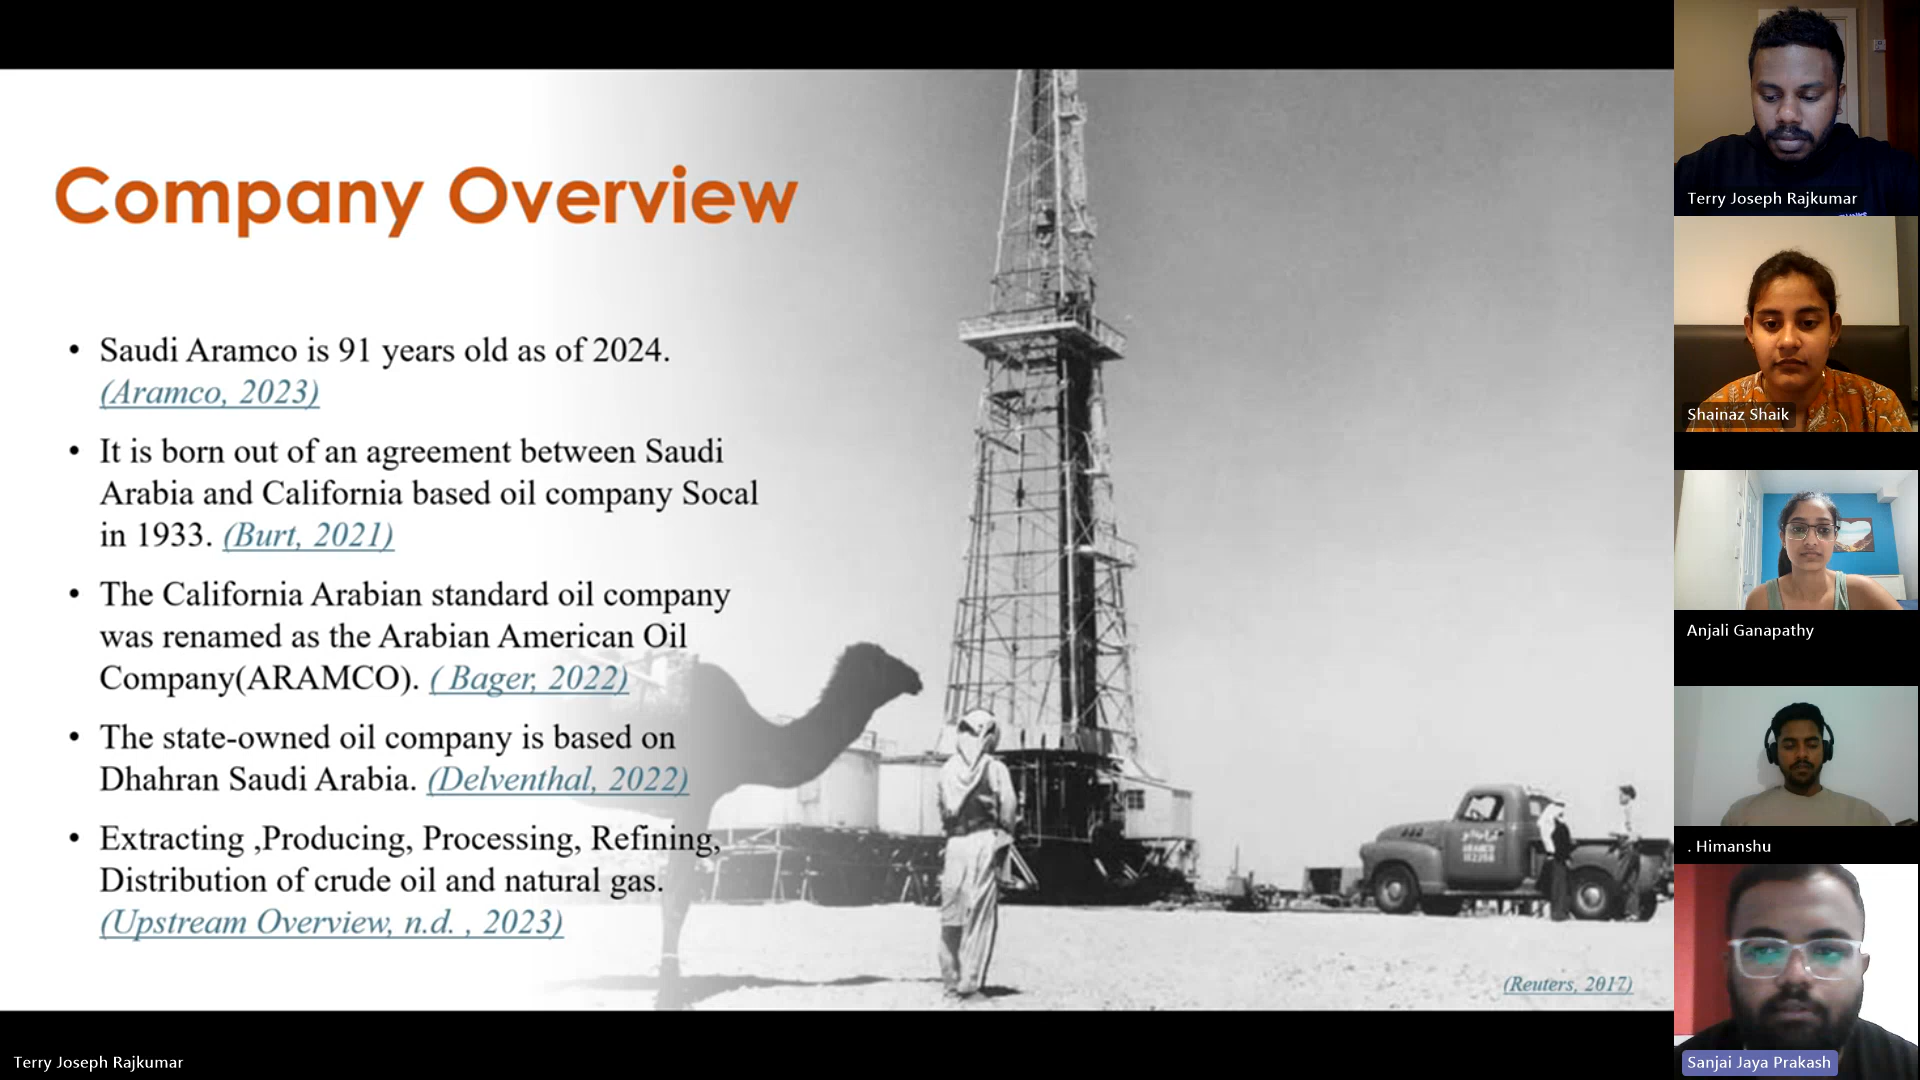 Company Overview
• Saudi Aramco is 91 years old as of 2024.
(Aramco, 2023)
• It is born out of an agreement between Saudi
Arabia and California based oil company Socal
in 1933. (Burt, 2021)
• The California Arabian standard oil company
was renamed as the Arabian American Oil
Company(ARAMCO). ( Bager, 2022)
• The state-owned oil company is based on
Dhahran Saudi Arabia. (Delventhal, 2022)
• Extracting ,Producing, Processing, Refining,
Distribution of crude oil and natural gas.
(Upstream Overview, n.d. , 2023)
ARAMCO
(Reuters, 2017)
Terry Joseph Rajkumar
Terry Joseph Rajkumar
Shainaz Shaik
Anjali Ganapathy
. Himanshu
Sanjai Jaya Prakash